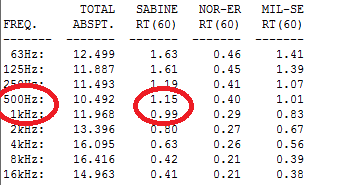 TOTAL SABINE NOR-ER MIL-SE
FREQ. ABSPT. RT(60) RT(60) RT(60)
63Hz: 12.499 1.63 0.46 1.41
125Hz: 11.887 1.61 0.45 1.39
250Hz: 11.493 1.19 0.41 1.07
500Hz: 10.492 1.15 0.40 1.01
1kHz: 11.968 0.99 0.29 0.83
2kHz: 13.396 0.80 0.27 0.67
4kHz: 16.095 0.63 0.26 0.56
8kHz: 16.416 0.42 0.21 0.39
16kHz: 14.963 0.41 0.21 0.38